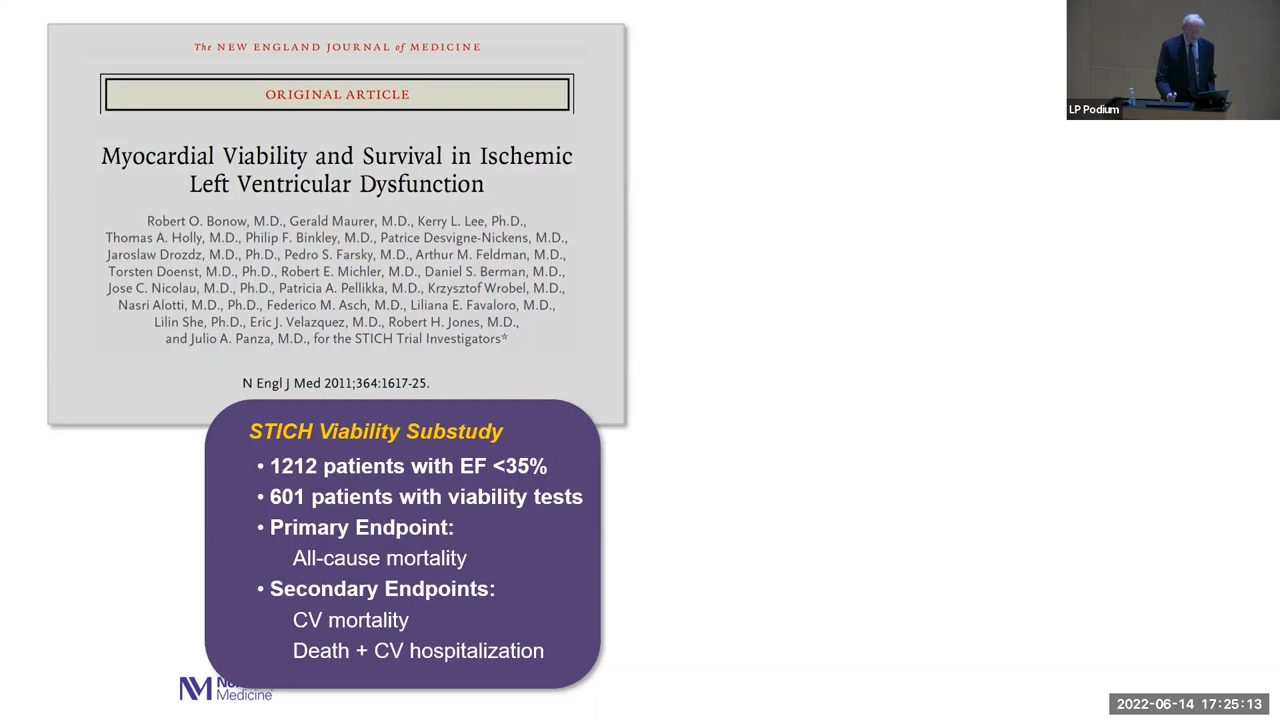 The NEW ENGLAND JOURNAL of MEDICINE
ORIGINAL ARTICLE
Myocardial Viability and Survival in Ischemic
Left Ventricular Dysfunction
Robert O. Bonow, M.D., Gerald Maurer, M.D., Kerry L. Lee, Ph.D.,
Thomas A. Holly, M.D., Philip F. Binkley, M.D., Patrice Desvigne-Nickens, M.D.,
Jaroslaw Drozdz, M.D., Ph.D., Pedro S. Farsky, M.D., Arthur M. Feldman, M.D.,
Torsten Doenst, M.D., Ph.D., Robert E. Michler, M.D., Daniel S. Berman, M.D.,
Jose C. Nicolau, M.D., Ph.D., Patricia A. Pellikka, M.D., Krzysztof Wrobel, M.D.,
Nasri Alotti, M.D., Ph.D., Federico M. Asch, M.D., Liliana E. Favaloro, M.D.,
Lilin She, Ph.D., Eric J. Velazquez, M.D., Robert H. Jones, M.D.,
and Julio A. Panza, M.D., for the STICH Trial Investigators*
N Engl J Med 2011;364:1617-25.
STICH Viability Substudy
• 1212 patients with EF <35%
• 601 patients with viability tests
• Primary Endpoint:
All-cause mortality
• Secondary Endpoints:
CV mortality
Death + CV hospitalization
Medicine
LP Podium
2022-06-14 17:25:13